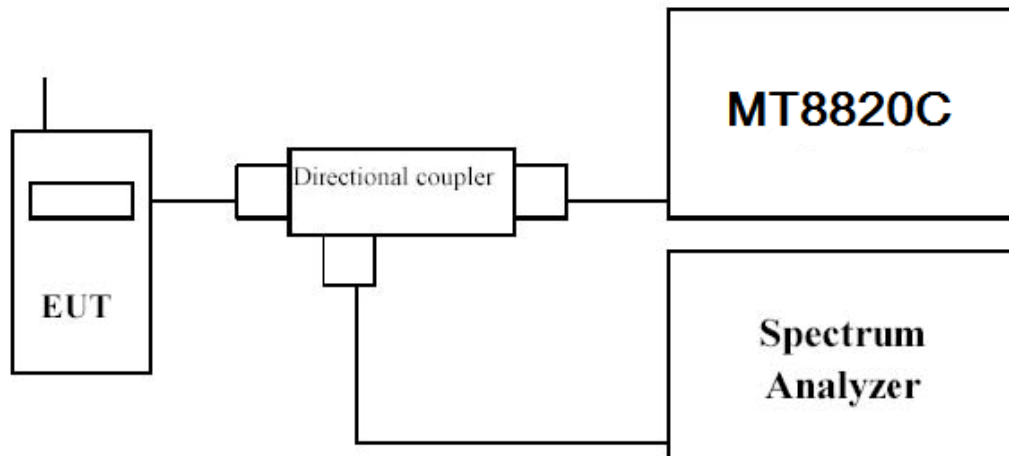 MT8820C
Directional coupler
EUT
Spectrum
Analyzer